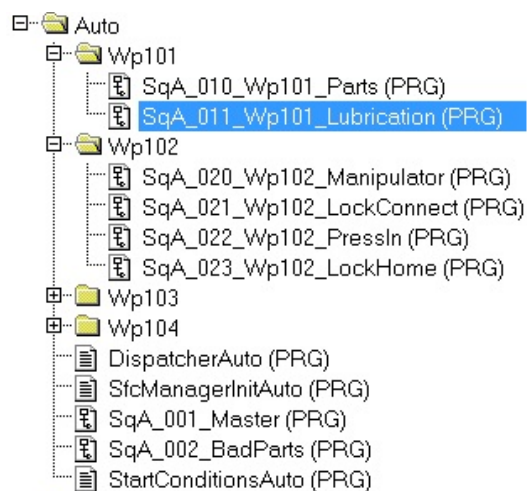 Auto
Wp101
SqA_010_Wp101_Parts (PRG)
SqA_011_Wp101_Lubrication (PRG)
Wp102
SqA_020_Wp102_Manipulator (PRG)
SqA_021_Wp102_LockConnect (PRG)
SqA_022_Wp102_PressIn (PRG)
SqA_023_Wp102_LockHome (PRG)
Wp103
Wp104
DispatcherAuto (PRG)
SfcManagerInitAuto (PRG)
SqA_001_Master (PRG)
SqA_002_BadParts (PRG)
StartConditionsAuto (PRG)